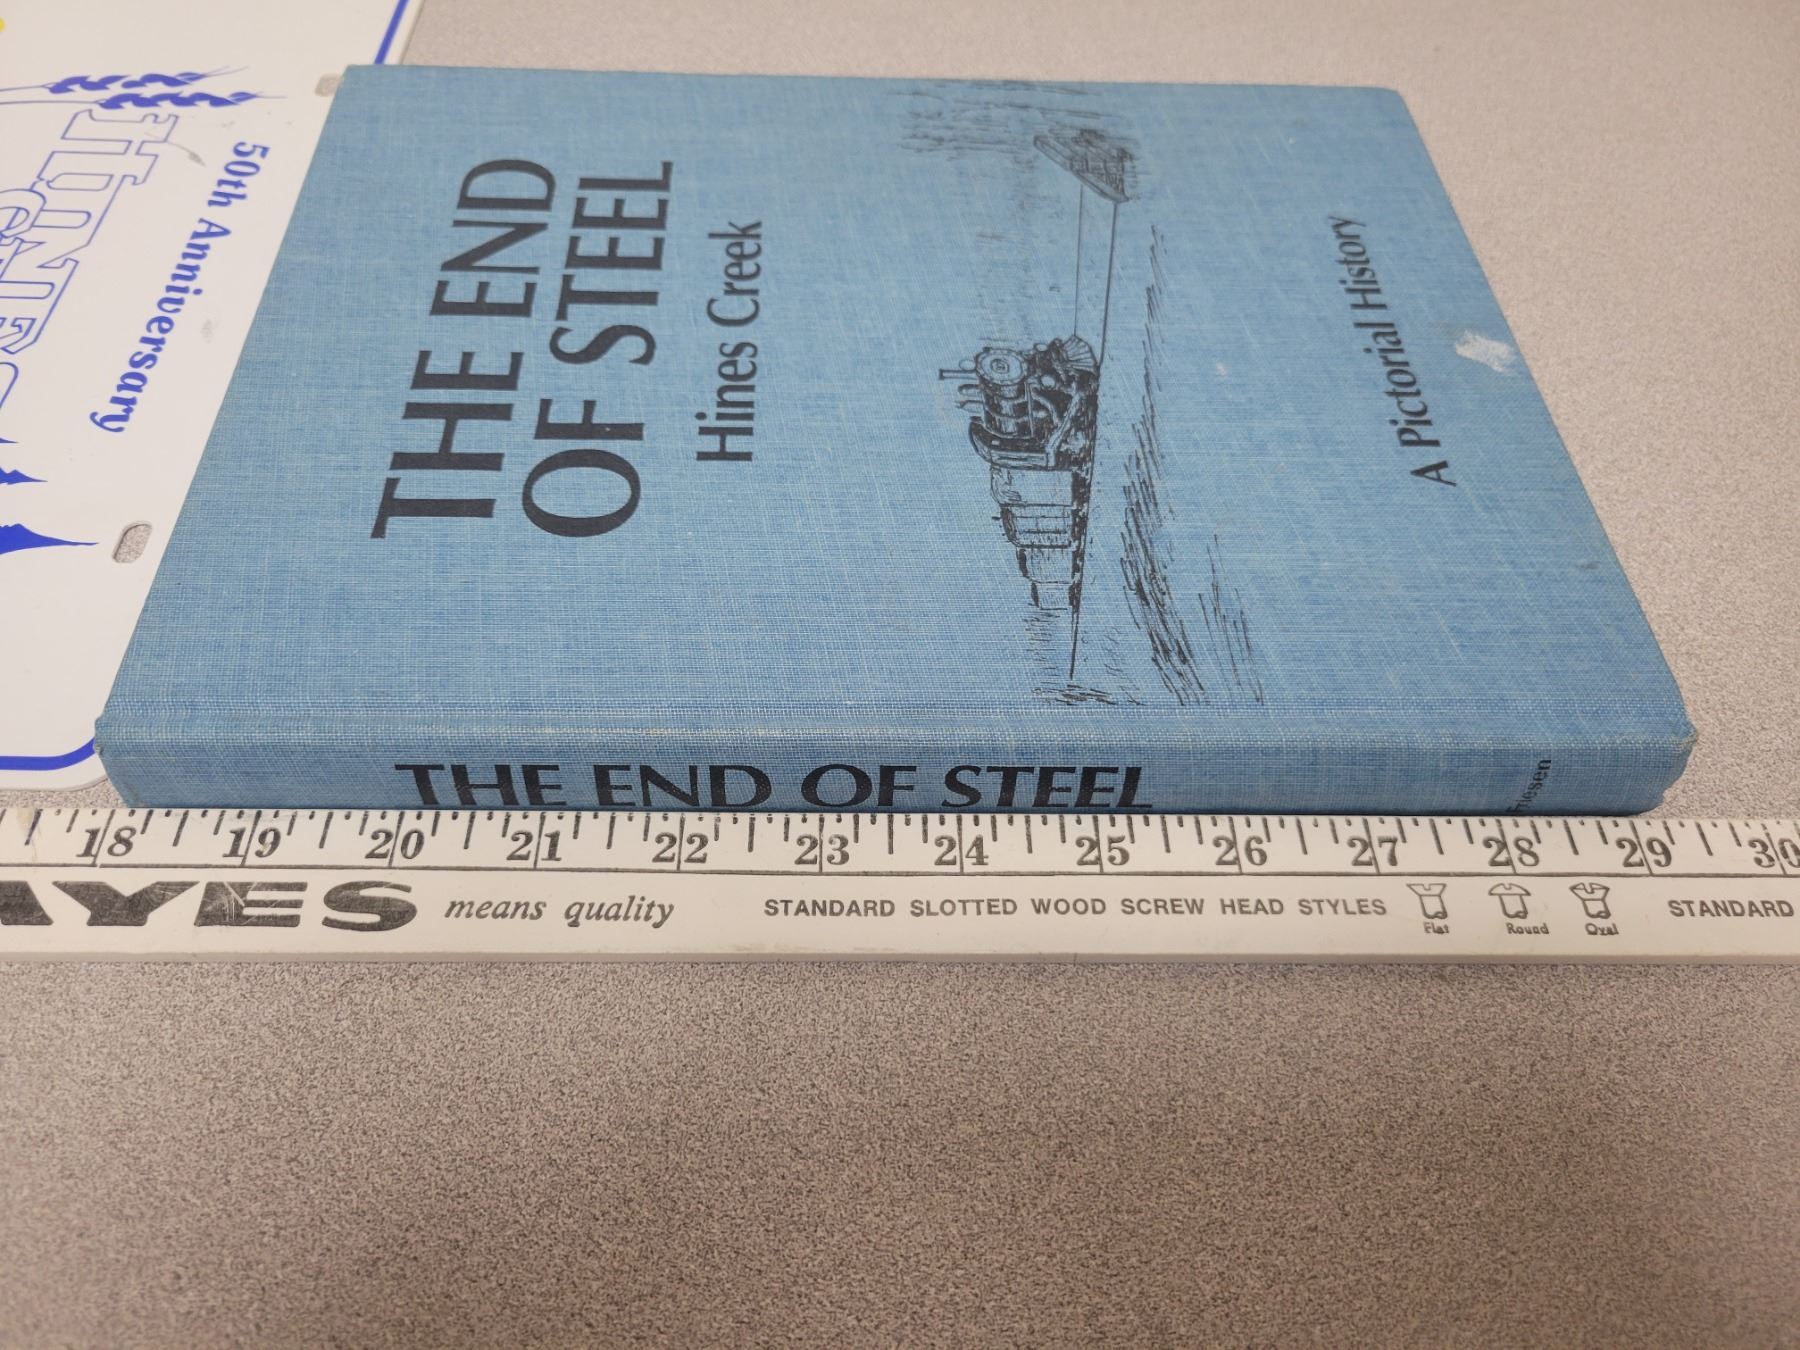 THE END
OF STEEL
Hines Creek
A Pictorial History
THE END OF STEEL
50th Anniversary
18 19 20 21 22 23 24 25 26 27 28 29 30
means quality
STANDARD SLOTTED WOOD SCREW HEAD STYLES
Flat Round Oval
STANDARD